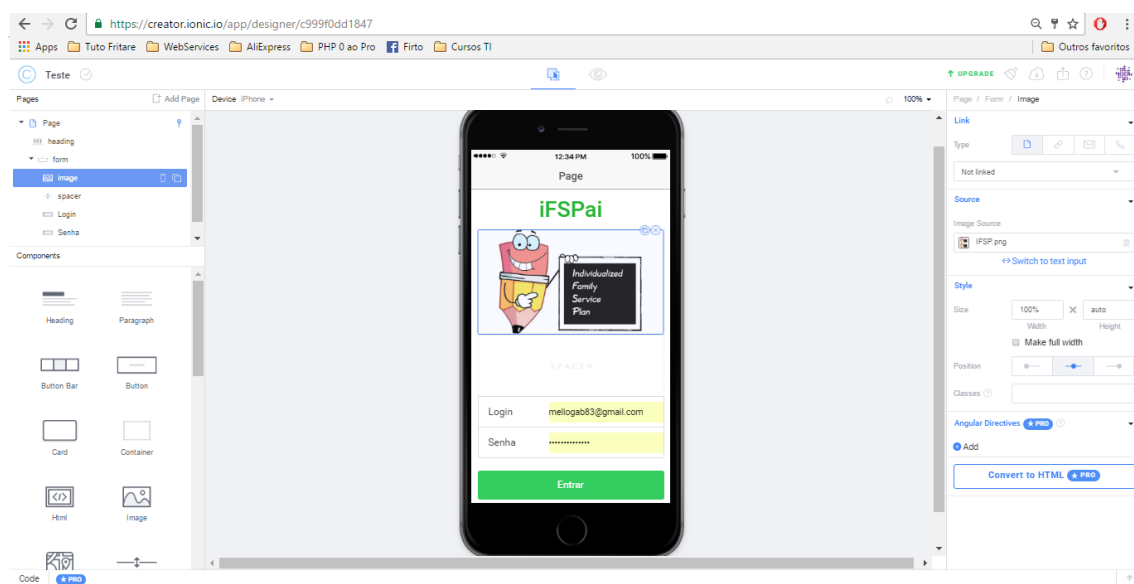 https://creator.ionic.io/app/designer/c999f0dd1847
Apps Tuto Fritare WebServices AliExpress PHP 0 ao Pro Firto Cursos TI Outros favoritos
Teste UPGRADE
Pages Add Page Device iPhone 100% Page / Form / Image
Page
heading
form
image
spacer
Login
Senha
Components
Heading Paragraph
Button Bar Button
Card Container
Html Image
12:34 PM 100%
Page
iFSPai
Individualized
Family
Service
Plan
SPACER
Login mellogab83@gmail.com
Senha ••••••••••••••
Entrar
Link
Type
Not linked
Source
Image Source
IFSP.png
Switch to text input
Style
Size 100% auto
Width Height
Make full width
Position
Classes
Angular Directives PRO
Add
Convert to HTML PRO
Code PRO